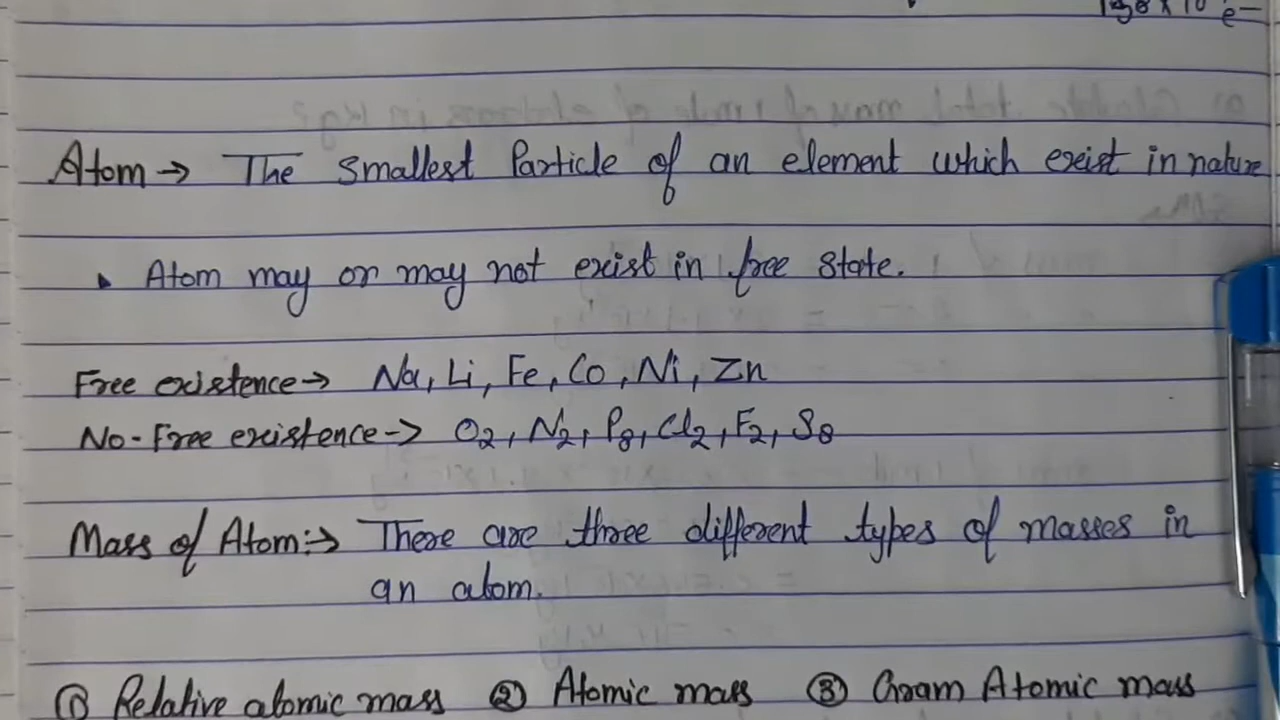 Atom → The smallest Particle of an element which exist in nature
• Atom may or may not exist in free state.
Free existence → Na, Li, Fe, Co, Ni, Zn
No-Free existence -> O2, N2, P8, Cl2, F2, S8
Mass of Atom:→ There are three different types of masses in
an atom.
① Relative atomic mass ② Atomic mass ③ Gram Atomic mass